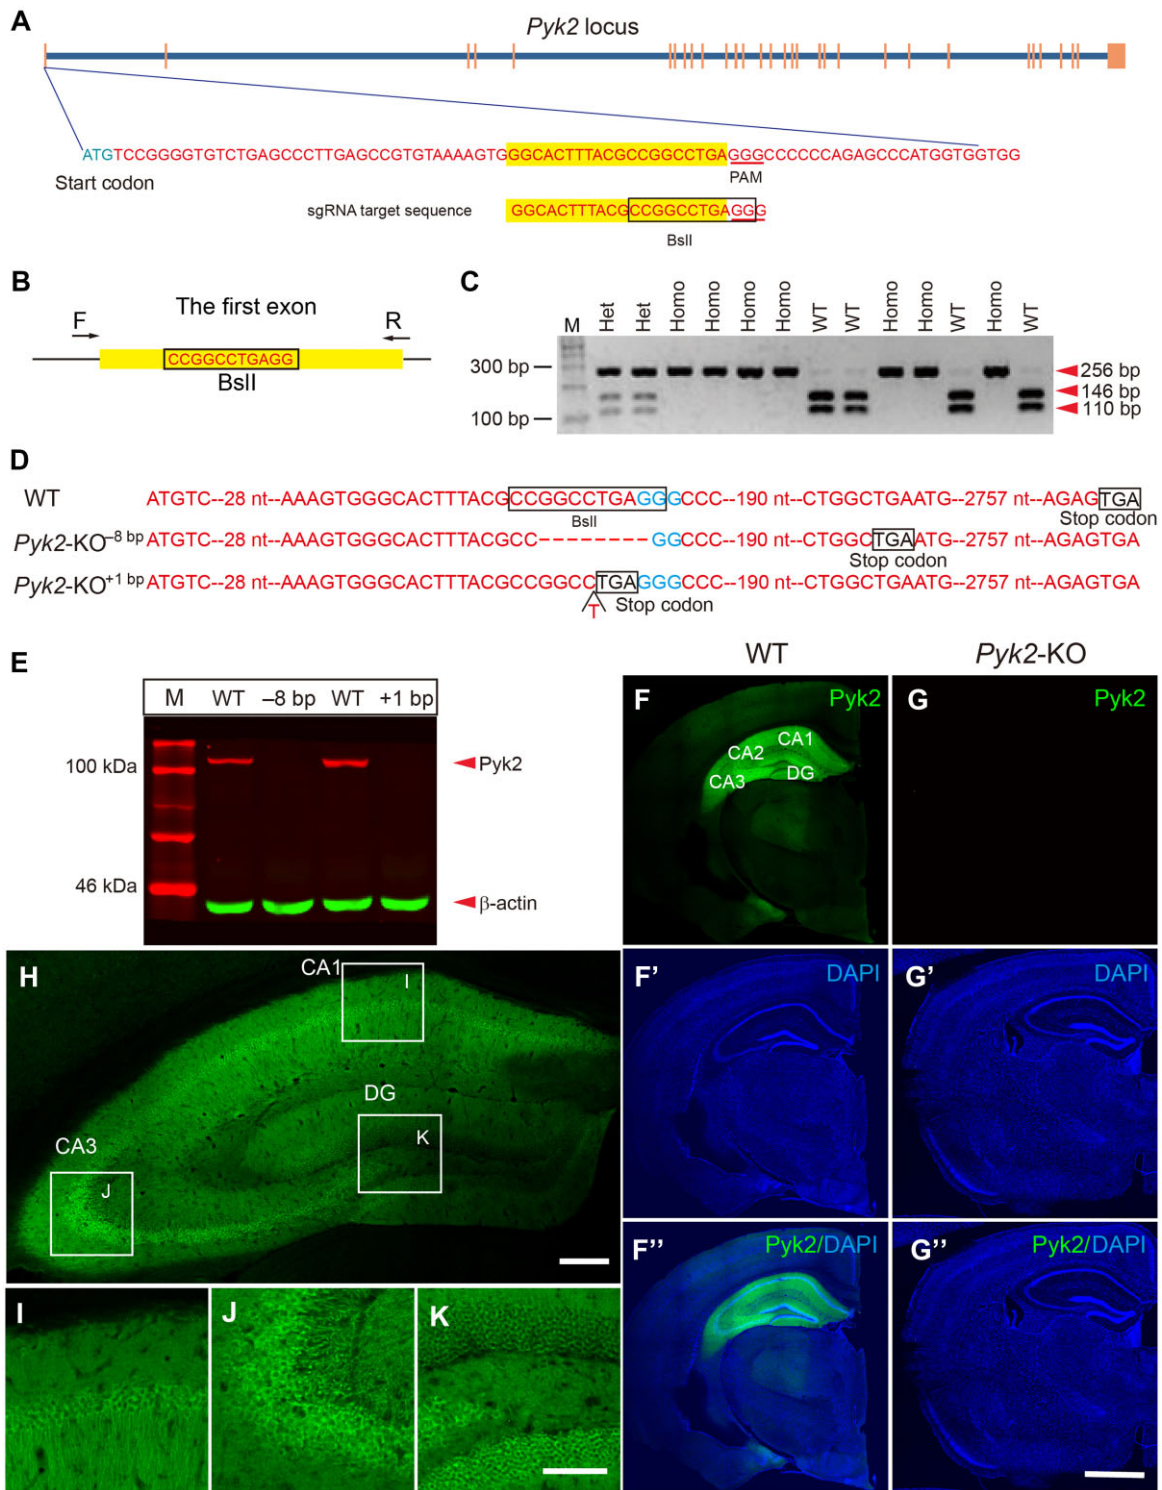 A
Pyk2 locus
ATGTCCGGGGTGTCTGAGCCCTTGAGCCGTGTAAAAGTGGGCACTTTACGCCGGCCTGAGGGCCCCCCAGAGCCCATGGTGGTGG
Start codon
PAM
sgRNA target sequence
GGCACTTTACGCCGGCCTGAGGG
BslI
B
The first exon
F
R
CCGGCCTGAGG
BslI
C
M Het Het Homo Homo Homo Homo WT WT Homo Homo WT Homo WT
300 bp
100 bp
256 bp
146 bp
110 bp
D
WT ATGTC--28 nt--AAAGTGGGCACTTTACGCCGGCCTGAGGGCCC--190 nt--CTGGCTGAATG--2757 nt--AGAGTGA
BslI
Stop codon
Pyk2-KO–8 bp ATGTC--28 nt--AAAGTGGGCACTTTACGCC--------GGCCC--190 nt--CTGGCTGAATG--2757 nt--AGAGTGA
Stop codon
Pyk2-KO+1 bp ATGTC--28 nt--AAAGTGGGCACTTTACGCCGGCCTGAGGGCCC--190 nt--CTGGCTGAATG--2757 nt--AGAGTGA
T
Stop codon
E
M WT –8 bp WT +1 bp
100 kDa
46 kDa
Pyk2
β-actin
WT
Pyk2-KO
F
Pyk2
CA1
CA2
CA3
DG
G
Pyk2
F'
DAPI
G'
DAPI
F''
Pyk2/DAPI
G''
Pyk2/DAPI
H
CA1
I
DG
K
CA3
J
I
J
K